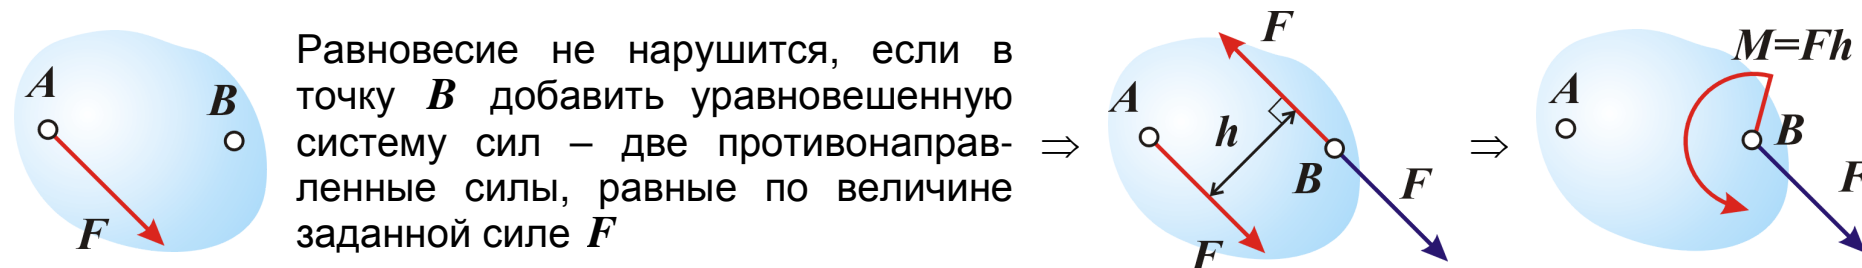 A
B
F
Равновесие не нарушится, если в
точку B добавить уравновешенную
систему сил – две противонаправ-
ленные силы, равные по величине
заданной силе F
⇒
F
A
h
B
F
F
⇒
M=Fh
A
B
F